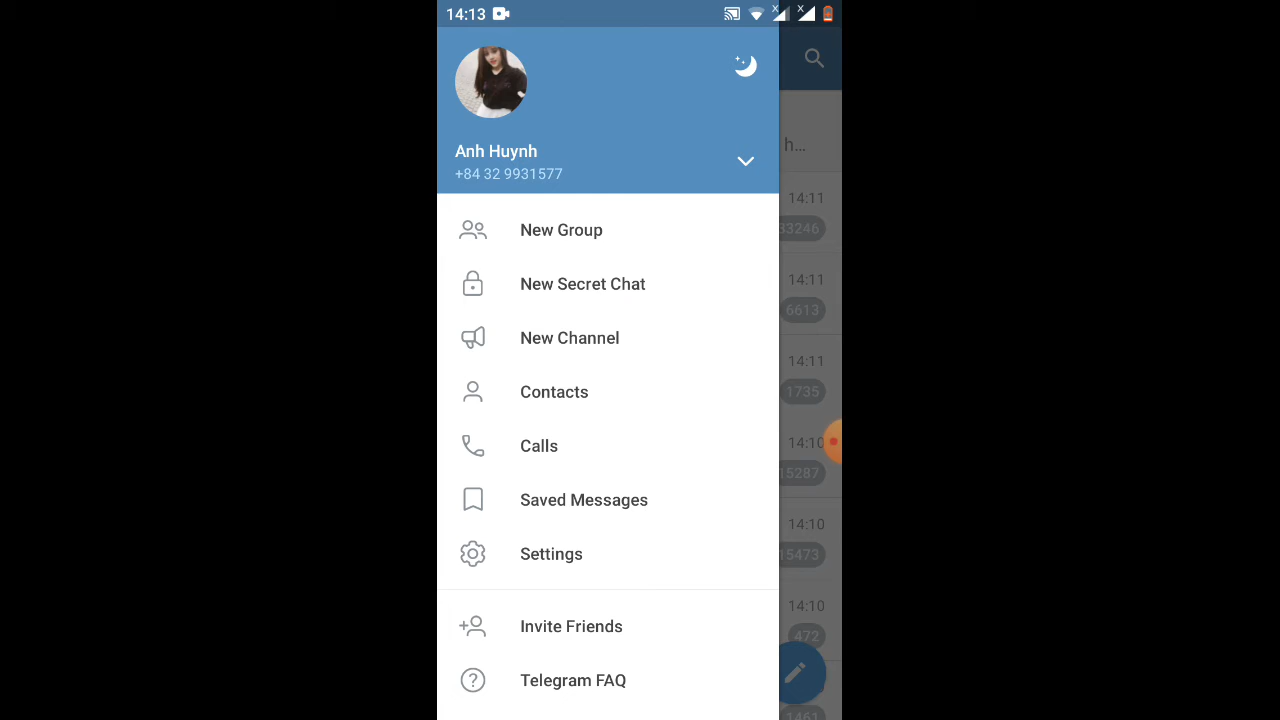 14:13
Anh Huynh
+84 32 9931577
New Group
New Secret Chat
New Channel
Contacts
Calls
Saved Messages
Settings
Invite Friends
Telegram FAQ
h...
14:11
33246
14:11
6613
14:11
1735
14:10
15287
14:10
15473
14:10
472
1461